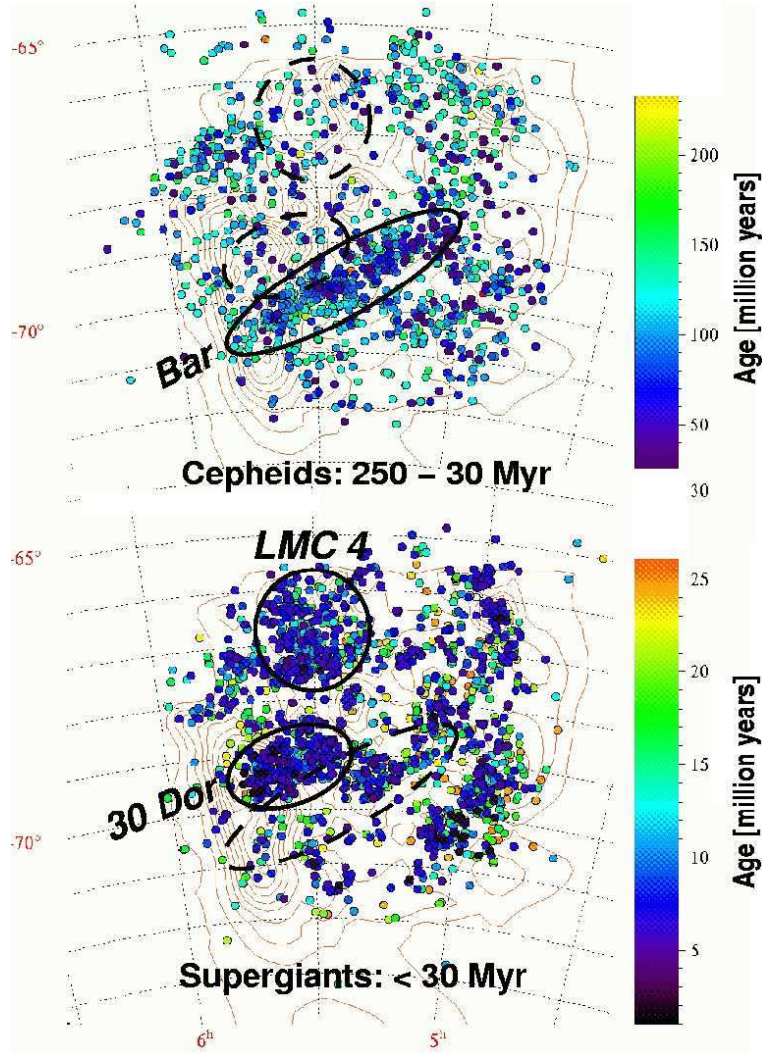 -65°
-70°
Bar
Cepheids: 250 – 30 Myr
200
150
100
50
30
Age [million years]
-65°
LMC 4
30 Dor
-70°
Supergiants: < 30 Myr
25
20
15
10
5
Age [million years]
6h
5h